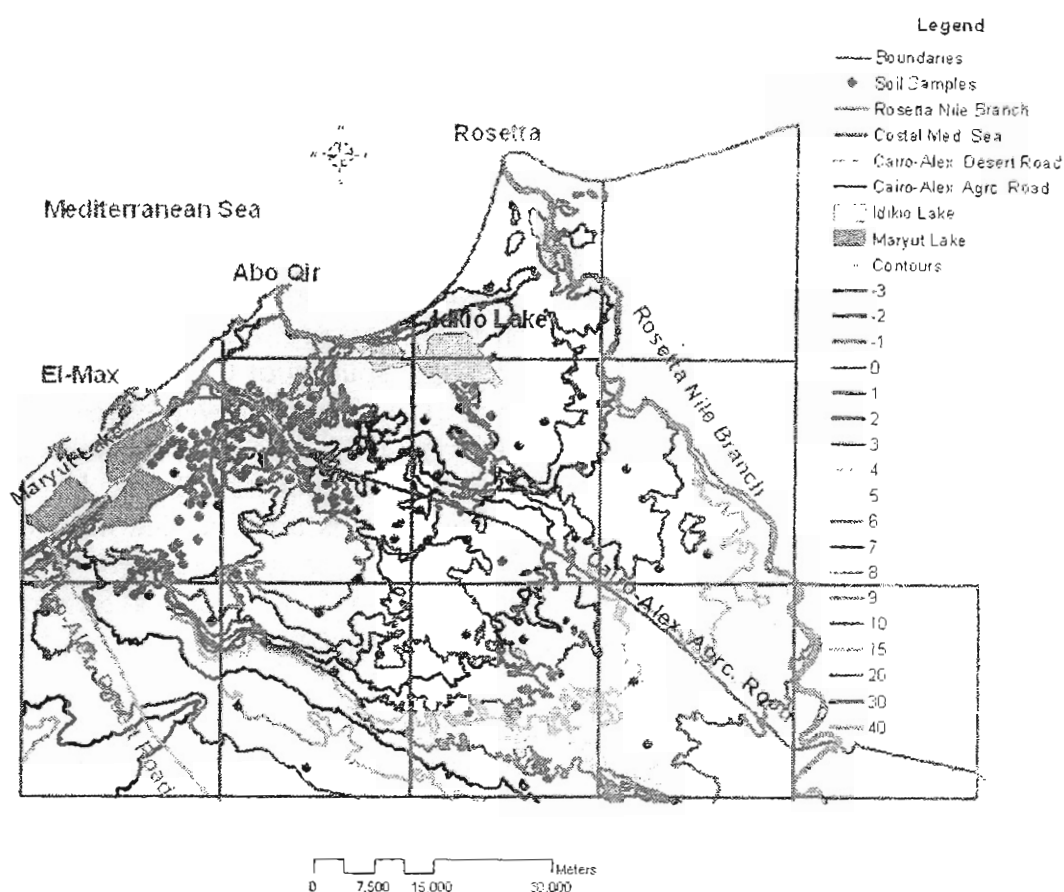 Legend
Boundaries
Soil Samples
Rosetta Nile Branch
Costal Med. Sea
Cairo-Alex. Desert Road
Cairo-Alex. Agrc. Road
Idkio Lake
Maryut Lake
Contours
-3
-2
-1
0
1
2
3
4
5
6
7
8
9
10
15
20
30
40
Rosetta
Mediterranean Sea
Abo Qir
Idkio Lake
El-Max
Maryut Lake
Rosetta Nile Branch
Cairo-Alex. Agrc. Road
Road
Meters
0 7,500 15,000 30,000